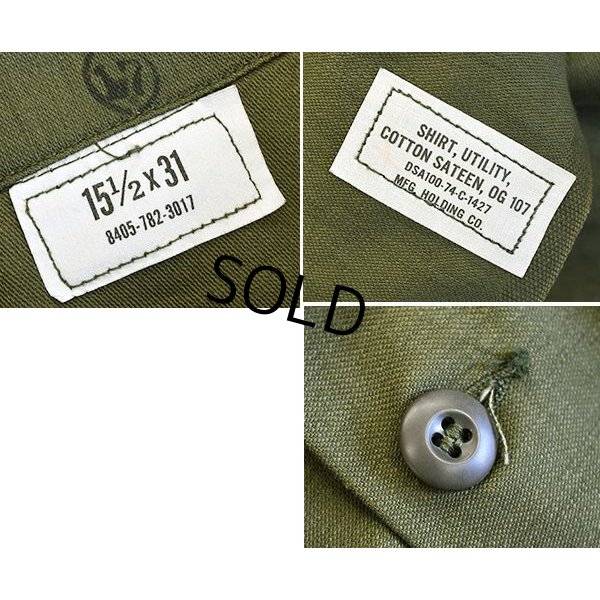 17
15½ X 31
8405-782-3017
SHIRT, UTILITY,
COTTON SATEEN, OG 107
DSA100-74-C-1427
MFG. HOLDING CO.
SOLD